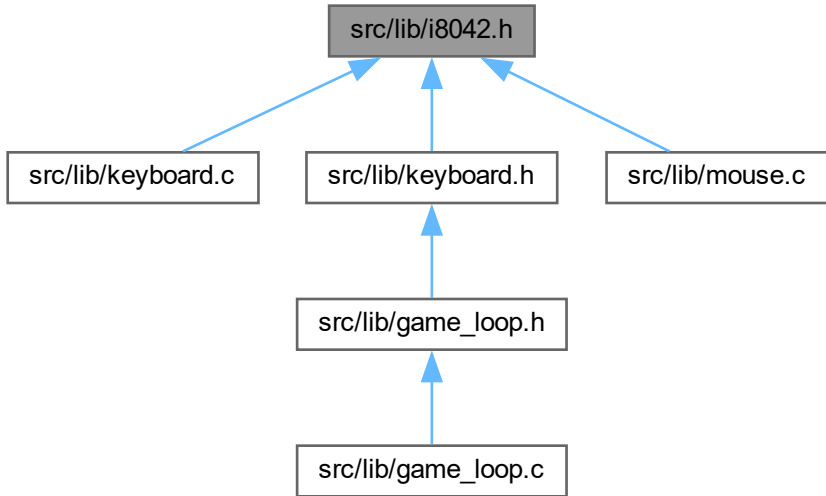 src/lib/i8042.h
src/lib/keyboard.c
src/lib/keyboard.h
src/lib/mouse.c
src/lib/game_loop.h
src/lib/game_loop.c